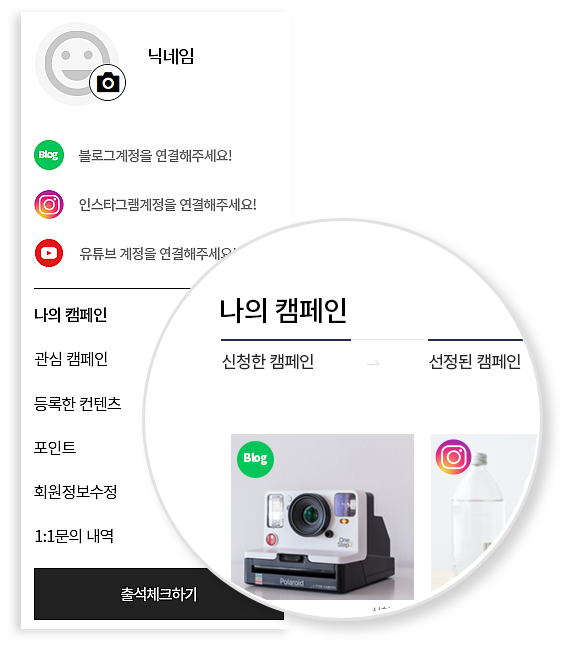 닉네임
Blog 블로그계정을 연결해주세요!
인스타그램계정을 연결해주세요!
유튜브 계정을 연결해주세요!
나의 캠페인
관심 캠페인
등록한 컨텐츠
포인트
회원정보수정
1:1문의 내역
출석체크하기
나의 캠페인
신청한 캠페인
선정된 캠페인
Blog
OneStep2
Polaroid